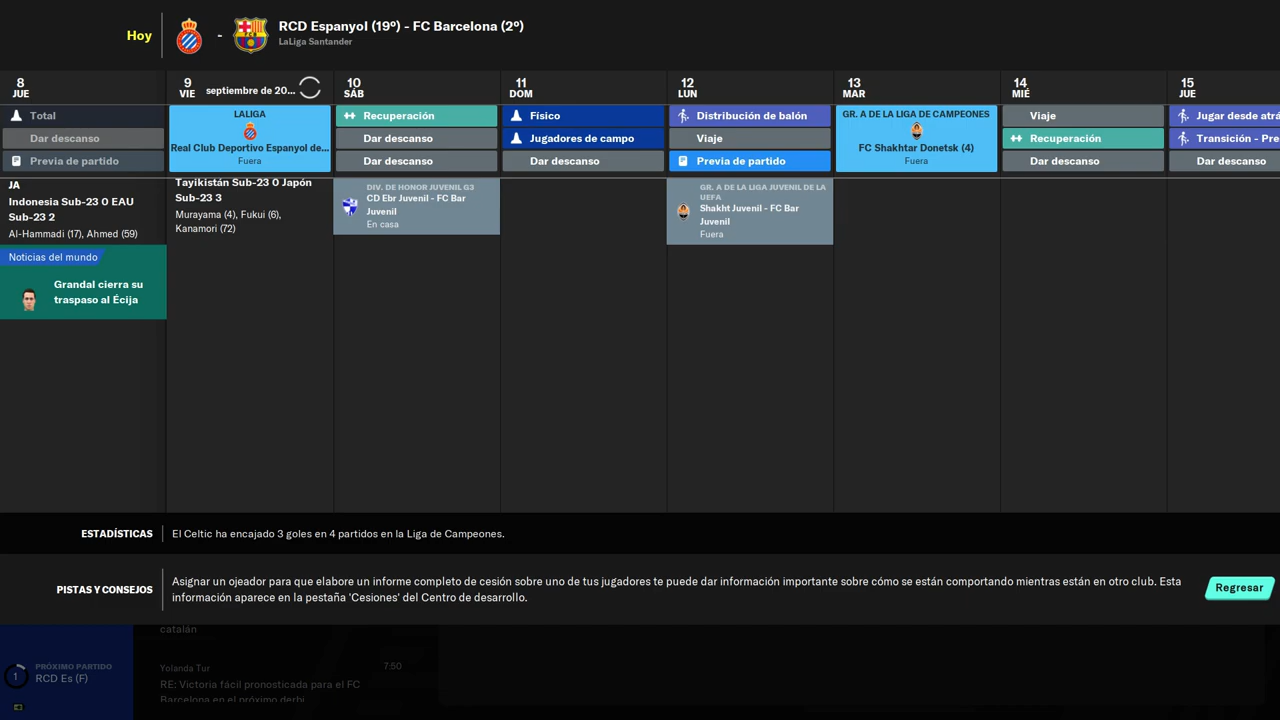 Hoy
RCD Espanyol (19º) - FC Barcelona (2º)
LaLiga Santander
8
JUE
9
VIE
septiembre de 20...
10
SÁB
11
DOM
12
LUN
13
MAR
14
MIÉ
15
JUE
Total
Dar descanso
Previa de partido
LALIGA
Real Club Deportivo Espanyol de...
Fuera
Recuperación
Dar descanso
Dar descanso
Físico
Jugadores de campo
Dar descanso
Distribución de balón
Viaje
Previa de partido
GR. A DE LA LIGA DE CAMPEONES
FC Shakhtar Donetsk (4)
Fuera
Viaje
Recuperación
Dar descanso
Jugar desde atrá
Transición - Pre
Dar descanso
JA
Indonesia Sub-23 0 EAU
Sub-23 2
Al-Hammadi (17), Ahmed (59)
Noticias del mundo
Grandal cierra su
traspaso al Écija
Tayikistán Sub-23 0 Japón
Sub-23 3
Murayama (4), Fukui (6),
Kanamori (72)
DIV. DE HONOR JUVENIL G3
CD Ebr Juvenil - FC Bar
Juvenil
En casa
GR. A DE LA LIGA JUVENIL DE LA
UEFA
Shakht Juvenil - FC Bar
Juvenil
Fuera
ESTADÍSTICAS
El Celtic ha encajado 3 goles en 4 partidos en la Liga de Campeones.
PISTAS Y CONSEJOS
Asignar un ojeador para que elabore un informe completo de cesión sobre uno de tus jugadores te puede dar información importante sobre cómo se están comportando mientras están en otro club. Esta
información aparece en la pestaña 'Cesiones' del Centro de desarrollo.
Regresar
catalán
1
PRÓXIMO PARTIDO
RCD Es (F)
Yolanda Tur
7:50
RE: Victoria fácil pronosticada para el FC
Barcelona en el próximo derbi